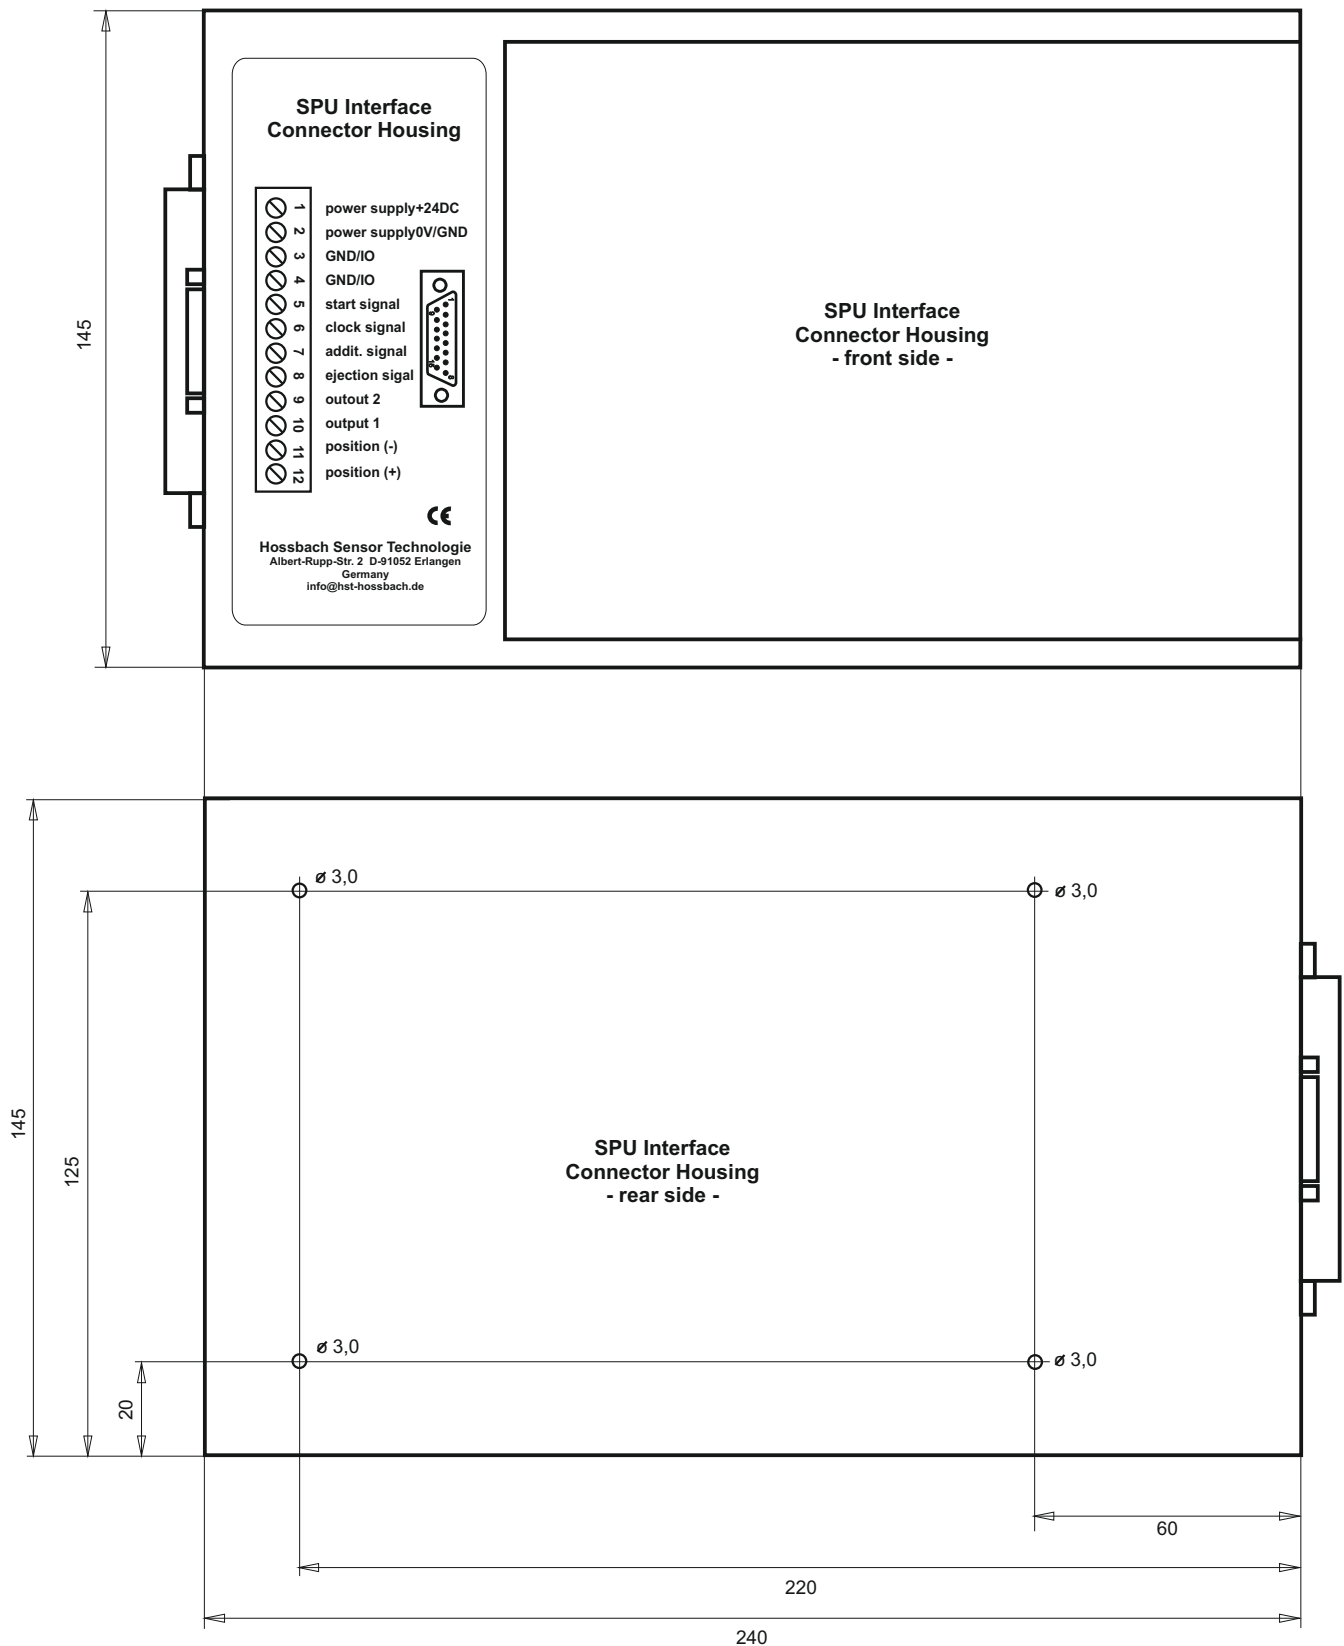 SPU Interface
Connector Housing
1 power supply+24DC
2 power supply0V/GND
3 GND/IO
4 GND/IO
5 start signal
6 clock signal
7 addit. signal
8 ejection sigal
9 outout 2
10 output 1
11 position (-)
12 position (+)
1
9
16
8
CE
Hossbach Sensor Technologie
Albert-Rupp-Str. 2 D-91052 Erlangen
Germany
info@hst-hossbach.de
SPU Interface
Connector Housing
- front side -
145
ø 3,0
ø 3,0
SPU Interface
Connector Housing
- rear side -
145
125
20
ø 3,0
ø 3,0
60
220
240